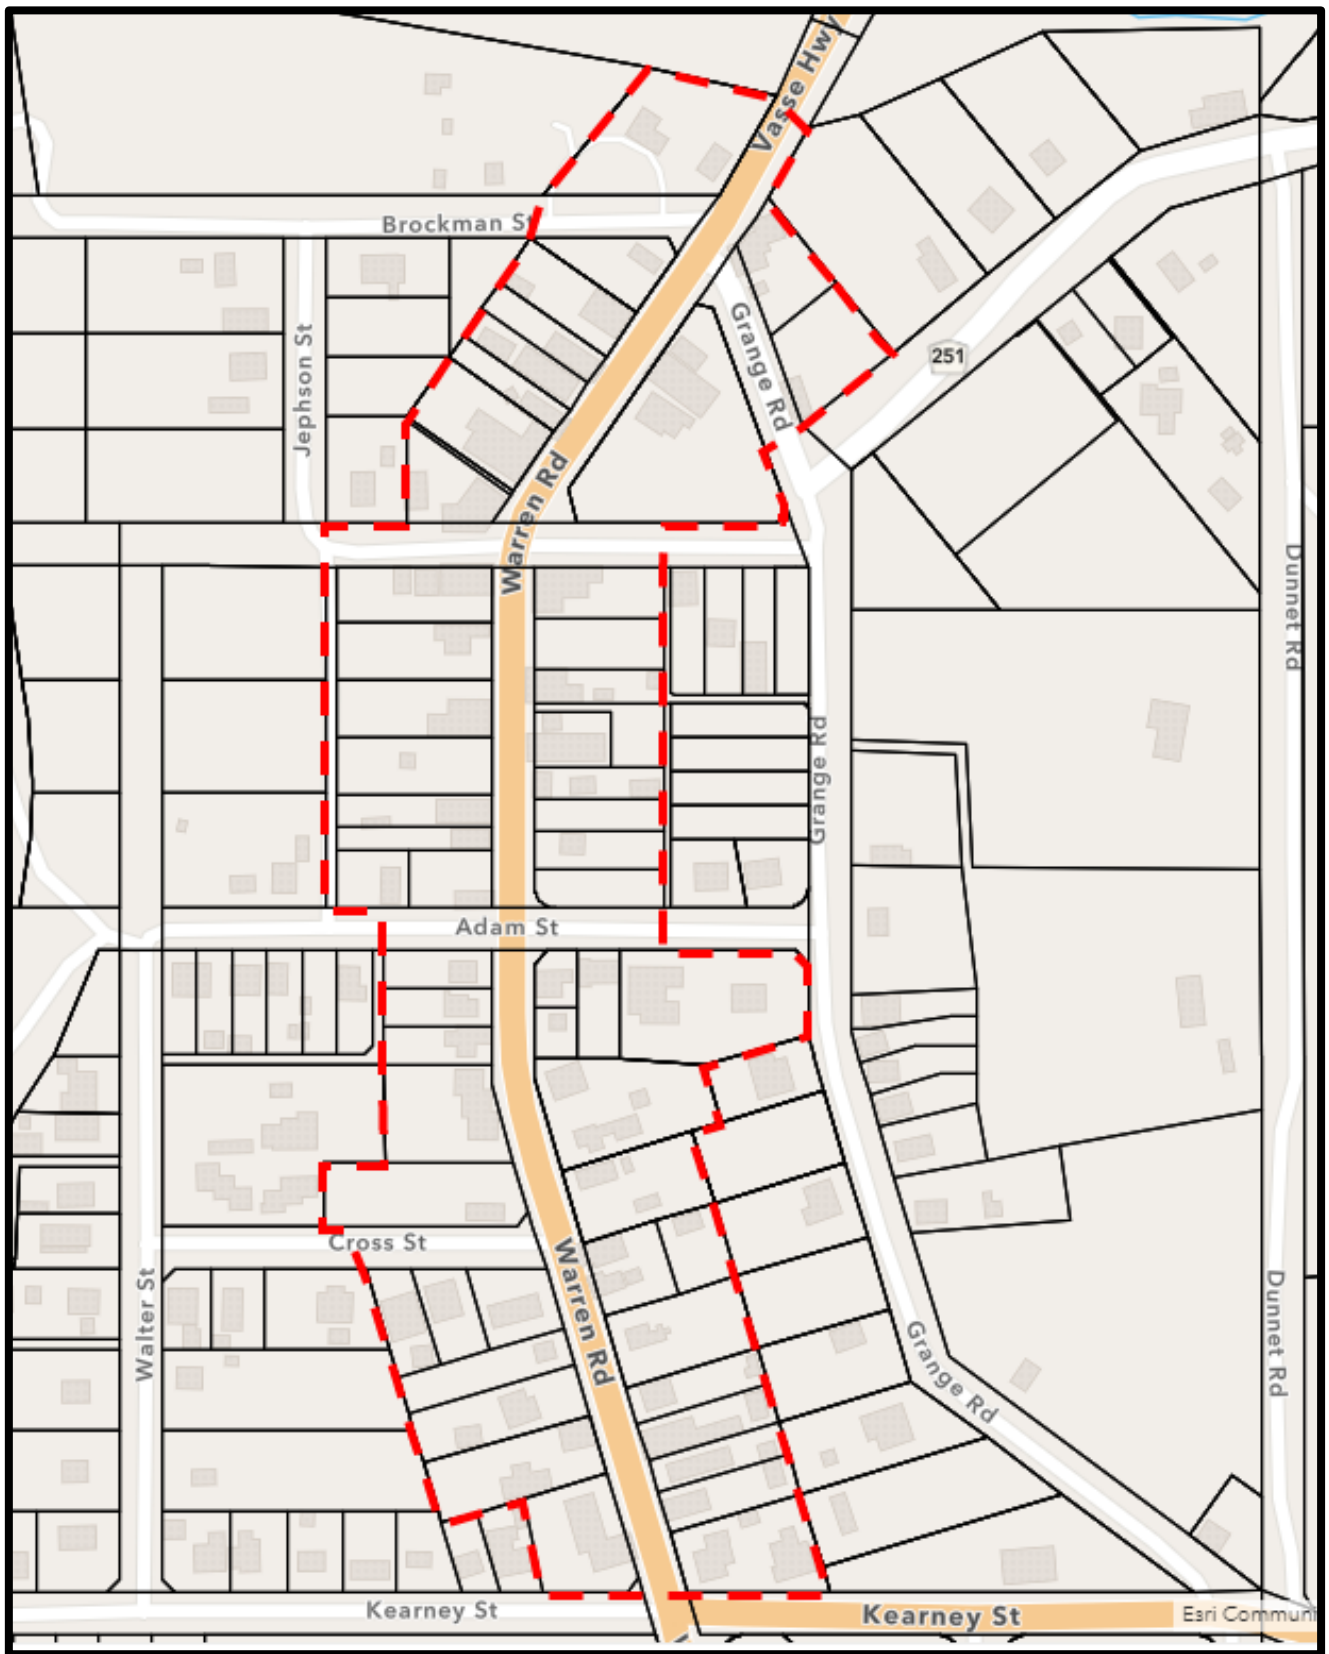 Vasse Hwy
Brockman St
Grange Rd
251
Jephson St
Warren Rd
Dunnet Rd
Grange Rd
Adam St
Cross St
Warren Rd
Walter St
Grange Rd
Dunnet Rd
Kearney St
Kearney St
Esri Commun